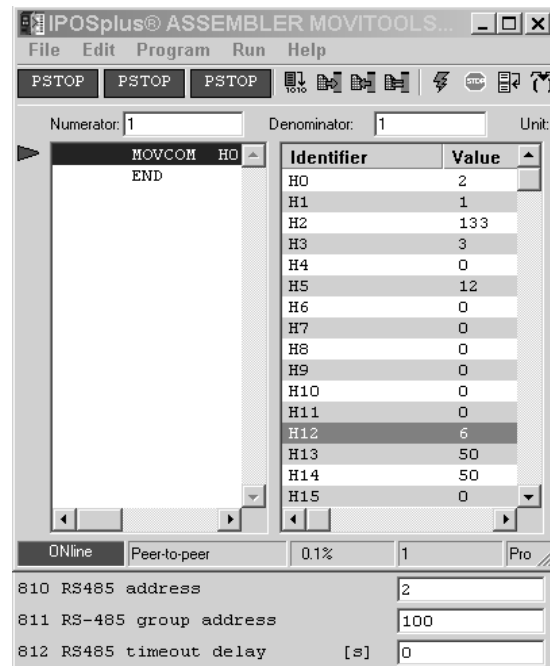 IPOSplus® ASSEMBLER MOVITOOLS...
File Edit Program Run Help
PSTOP PSTOP PSTOP 1010 STOP
Numerator: 1 Denominator: 1 Unit:
MOVCOM H0
END
Identifier Value
H0 2
H1 1
H2 133
H3 3
H4 0
H5 12
H6 0
H7 0
H8 0
H9 0
H10 0
H11 0
H12 6
H13 50
H14 50
H15 0
ONline Peer-to-peer 0.1% 1 Pro
810 RS485 address 2
811 RS-485 group address 100
812 RS485 timeout delay [s] 0